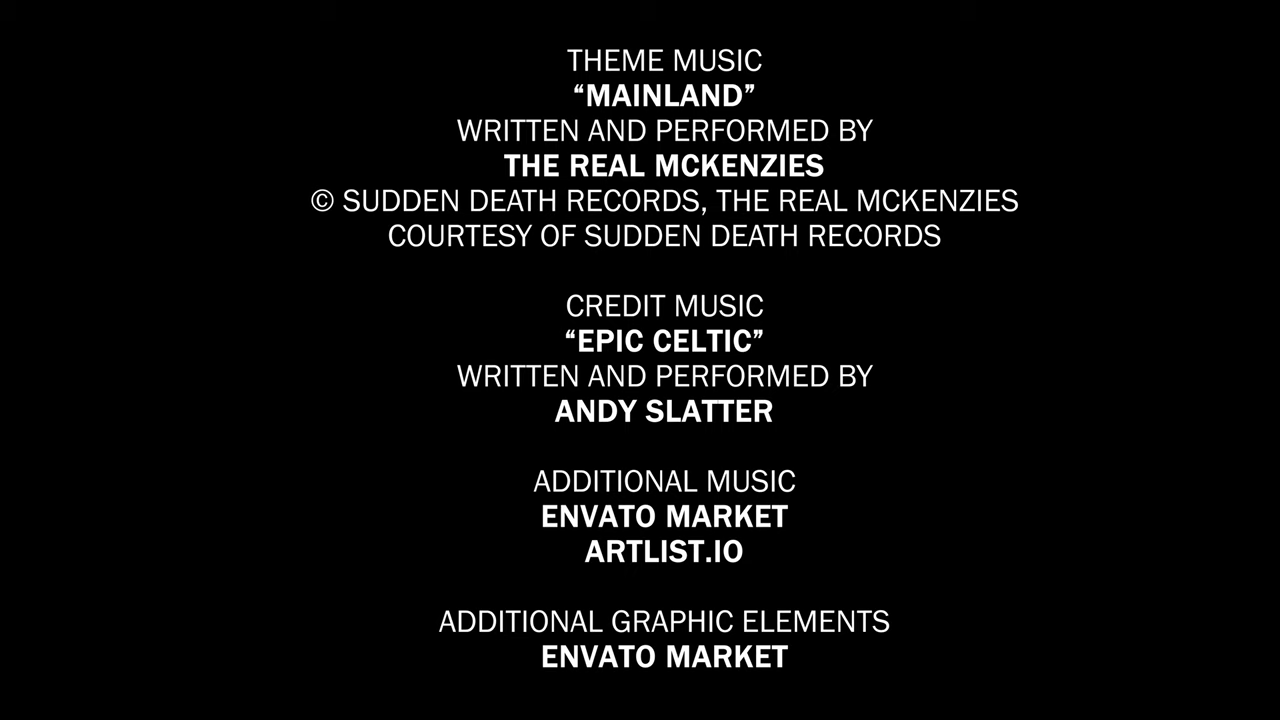 THEME MUSIC
“MAINLAND”
WRITTEN AND PERFORMED BY
THE REAL MCKENZIES
© SUDDEN DEATH RECORDS, THE REAL MCKENZIES
COURTESY OF SUDDEN DEATH RECORDS
CREDIT MUSIC
“EPIC CELTIC”
WRITTEN AND PERFORMED BY
ANDY SLATTER
ADDITIONAL MUSIC
ENVATO MARKET
ARTLIST.IO
ADDITIONAL GRAPHIC ELEMENTS
ENVATO MARKET